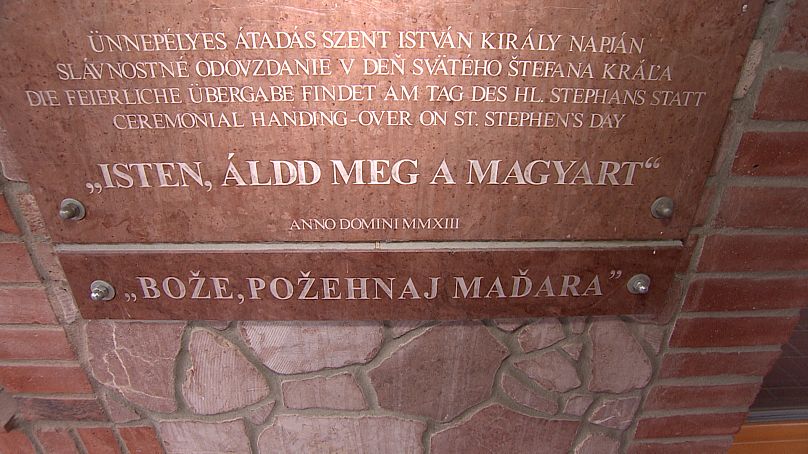 ÜNNEPÉLYES ÁTADÁS SZENT ISTVÁN KIRÁLY NAPJÁN
SLÁVNOSTNÉ ODOVZDANIE V DEŇ SVÄTÉHO ŠTEFANA KRÁĽA
DIE FEIERLICHE ÜBERGABE FINDET AM TAG DES HL. STEPHANS STATT
CEREMONIAL HANDING-OVER ON ST. STEPHEN'S DAY
„ISTEN, ÁLDD MEG A MAGYART“
ANNO DOMINI MMXIII
„BOŽE, POŽEHNAJ MAĎARA”